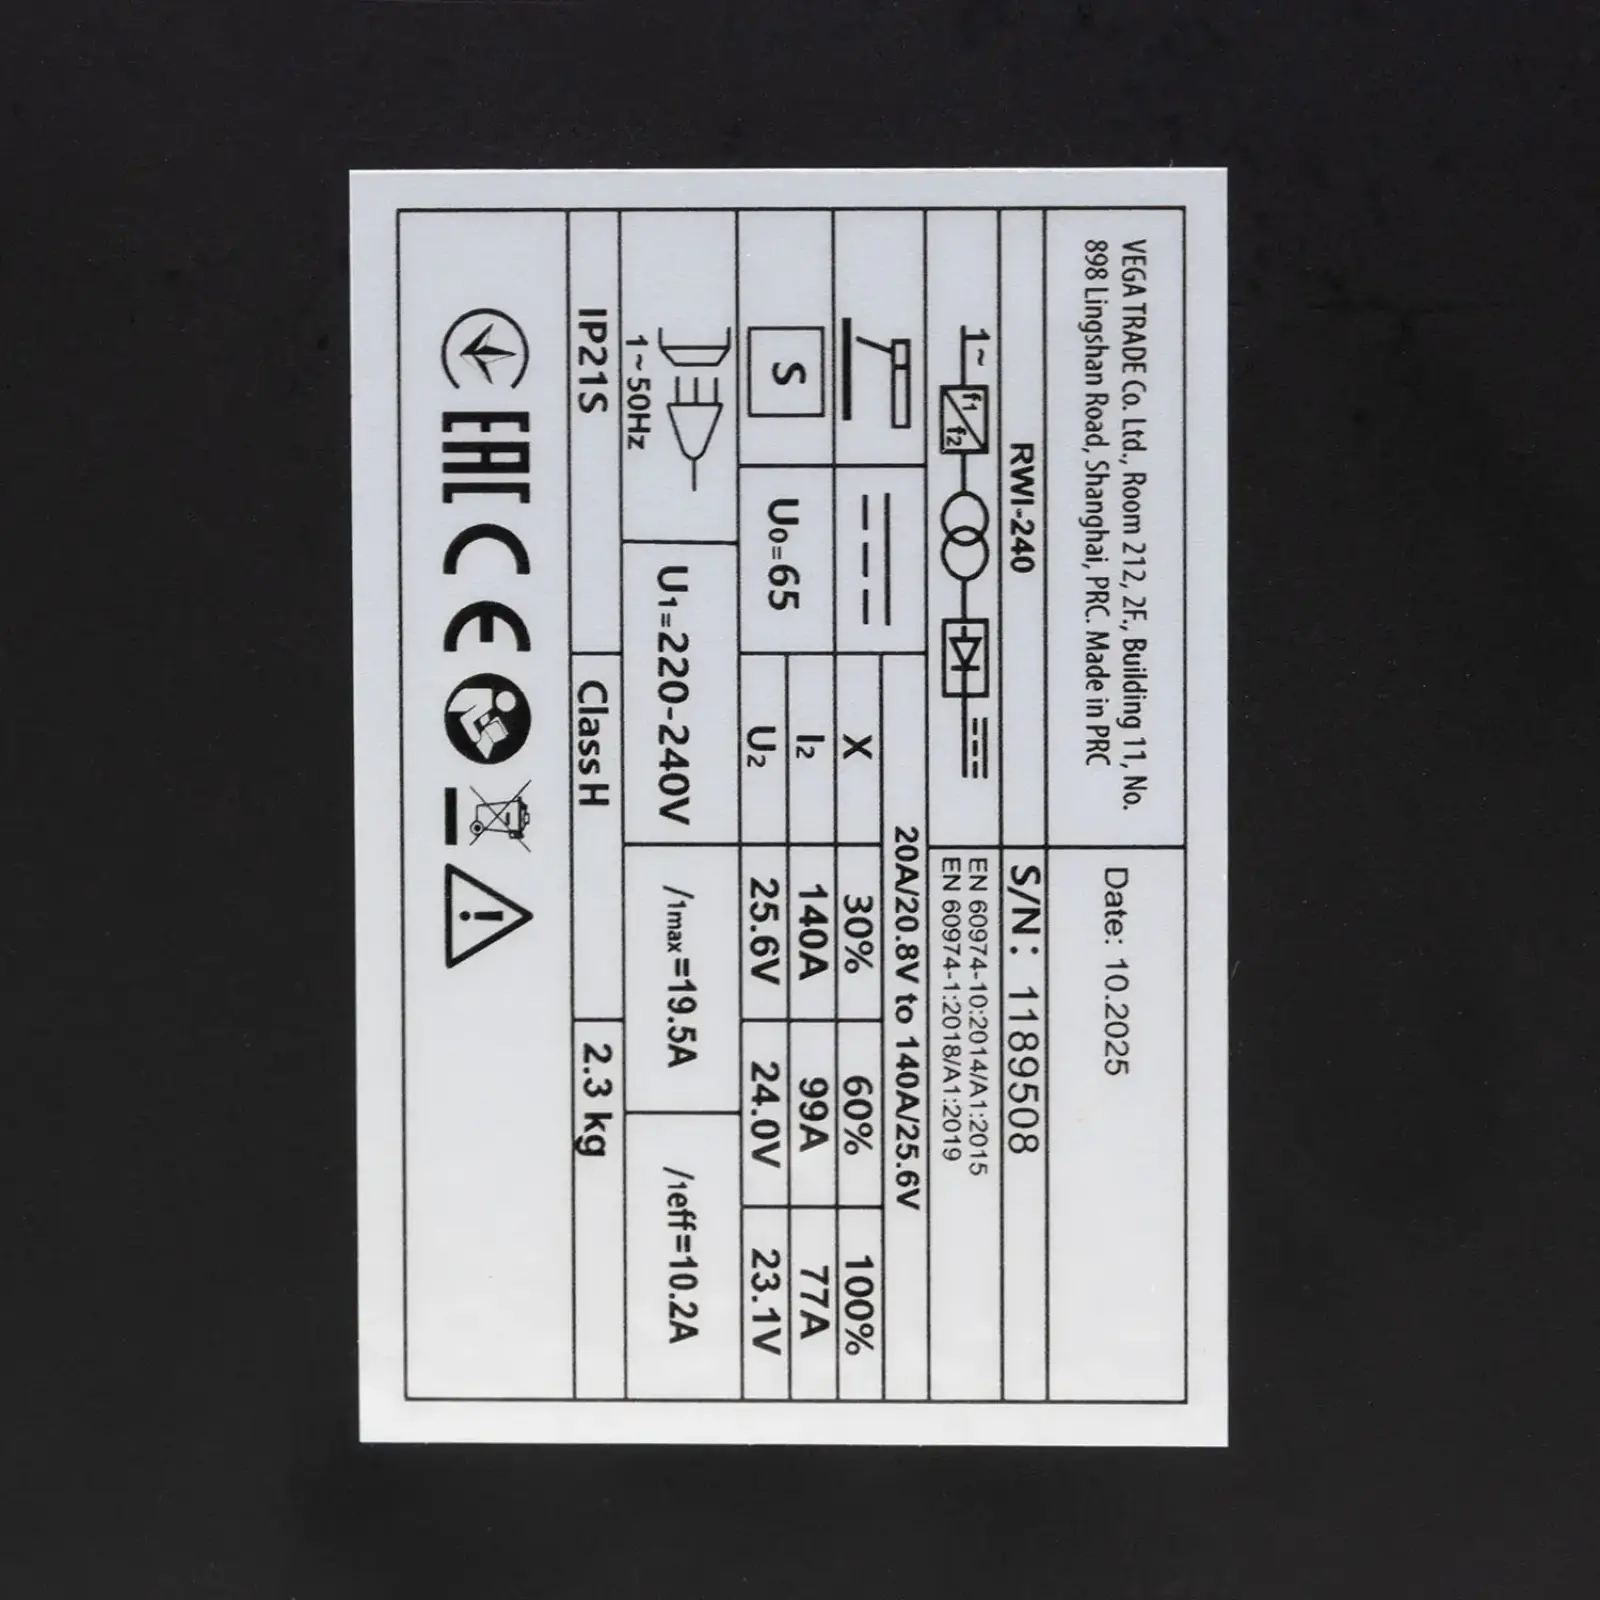 VEGA TRADE Co. Ltd., Room 212, 2F., Building 11, No.
898 Lingshan Road, Shanghai, PRC. Made in PRC
Date: 10.2025
RWI-240
S/N: 1189508
1~ f1 f2
EN 60974-10:2014/A1:2015
EN 60974-1:2018/A1:2019
20A/20.8V to 140A/25.6V
X 30% 60% 100%
S U0=65
I2 140A 99A 77A
U2 25.6V 24.0V 23.1V
1~50Hz
U1=220-240V
I1max=19.5A
I1eff=10.2A
IP21S Class H 2.3 kg
EAC CE